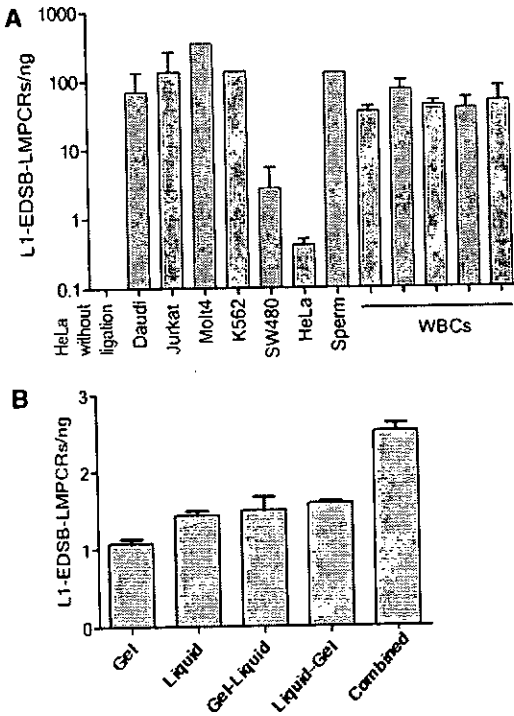 A
L1-EDSB-LMPCRs/ng
1000
100
10
1
0.1
HeLa
without
ligation
Daudi
Jurkat
Molt4
K562
SW480
HeLa
Sperm
WBCs
B
L1-EDSB-LMPCRs/ng
3
2
1
0
Gel
Liquid
Gel-Liquid
Liquid-Gel
Combined